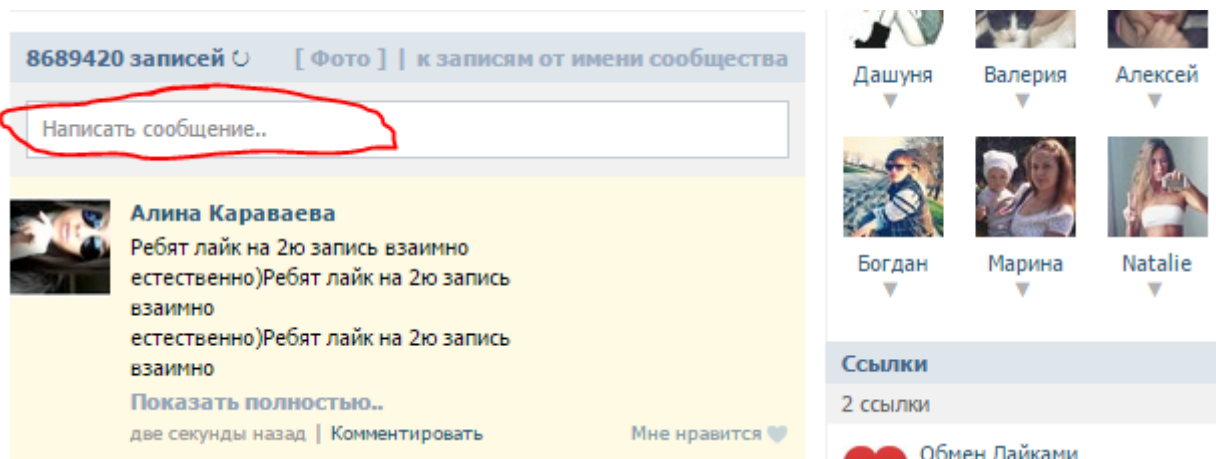 8689420 записей [ Фото ] | к записям от имени сообщества
Написать сообщение..
Алина Караваева
Ребят лайк на 2ю запись взаимно
естественно)Ребят лайк на 2ю запись
взаимно
естественно)Ребят лайк на 2ю запись
взаимно
Показать полностью..
две секунды назад | Комментировать Мне нравится
Дашуня Валерия Алексей
Богдан Марина Natalie
Ссылки
2 ссылки
Обмен Лайками